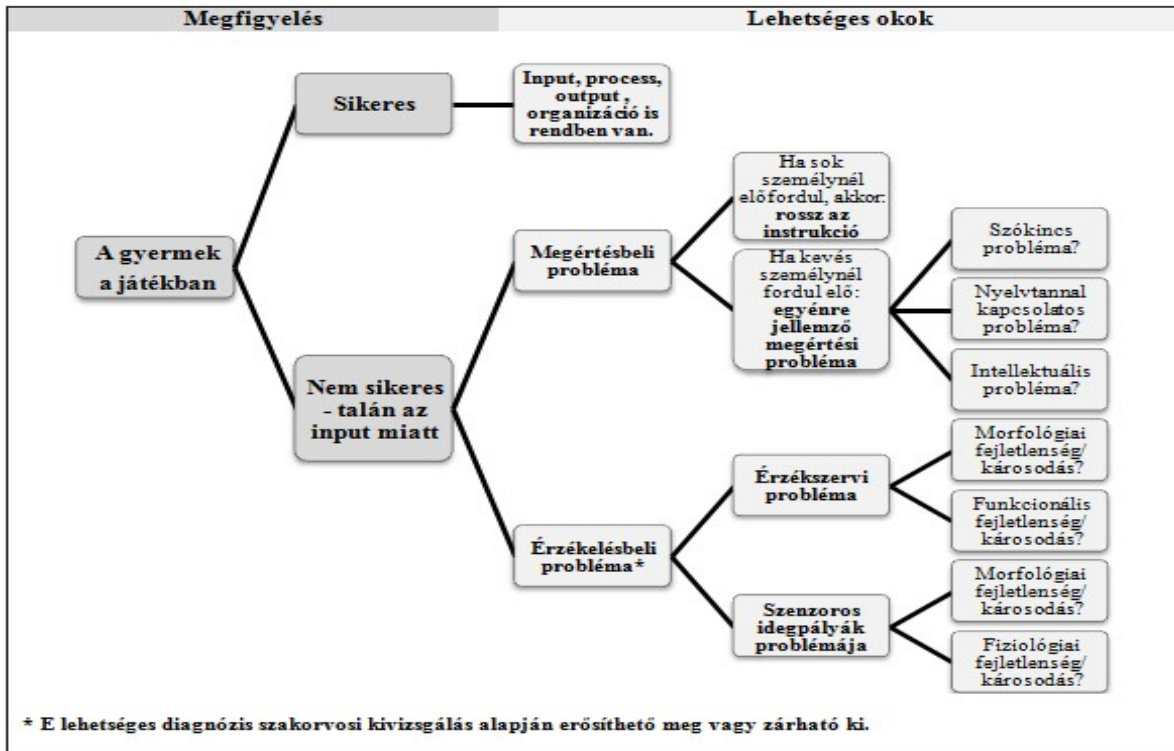 Megfigyelés
Lehetséges okok
A gyermek
a játékban
Sikeres
Input, process,
output ,
organizáció is
rendben van.
Nem sikeres
- talán az
input miatt
Megértésbeli
probléma
Ha sok
személynél
előfordul, akkor:
rossz az
instrukció
Ha kevés
személynél
fordul elő:
egyénre
jellemző
megértési
probléma
Szókincs
probléma?
Nyelvtannal
kapcsolatos
probléma?
Intellektuális
probléma?
Érzékelésbeli
probléma*
Érzékszervi
probléma
Morfológiai
fejletlenség/
károsodás?
Funkcionális
fejletlenség/
károsodás?
Szenzoros
idegpályák
problémája
Morfológiai
fejletlenség/
károsodás?
Fiziológiai
fejletlenség/
károsodás?
* E lehetséges diagnózis szakorvosi kivizsgálás alapján erősíthető meg vagy zárható ki.